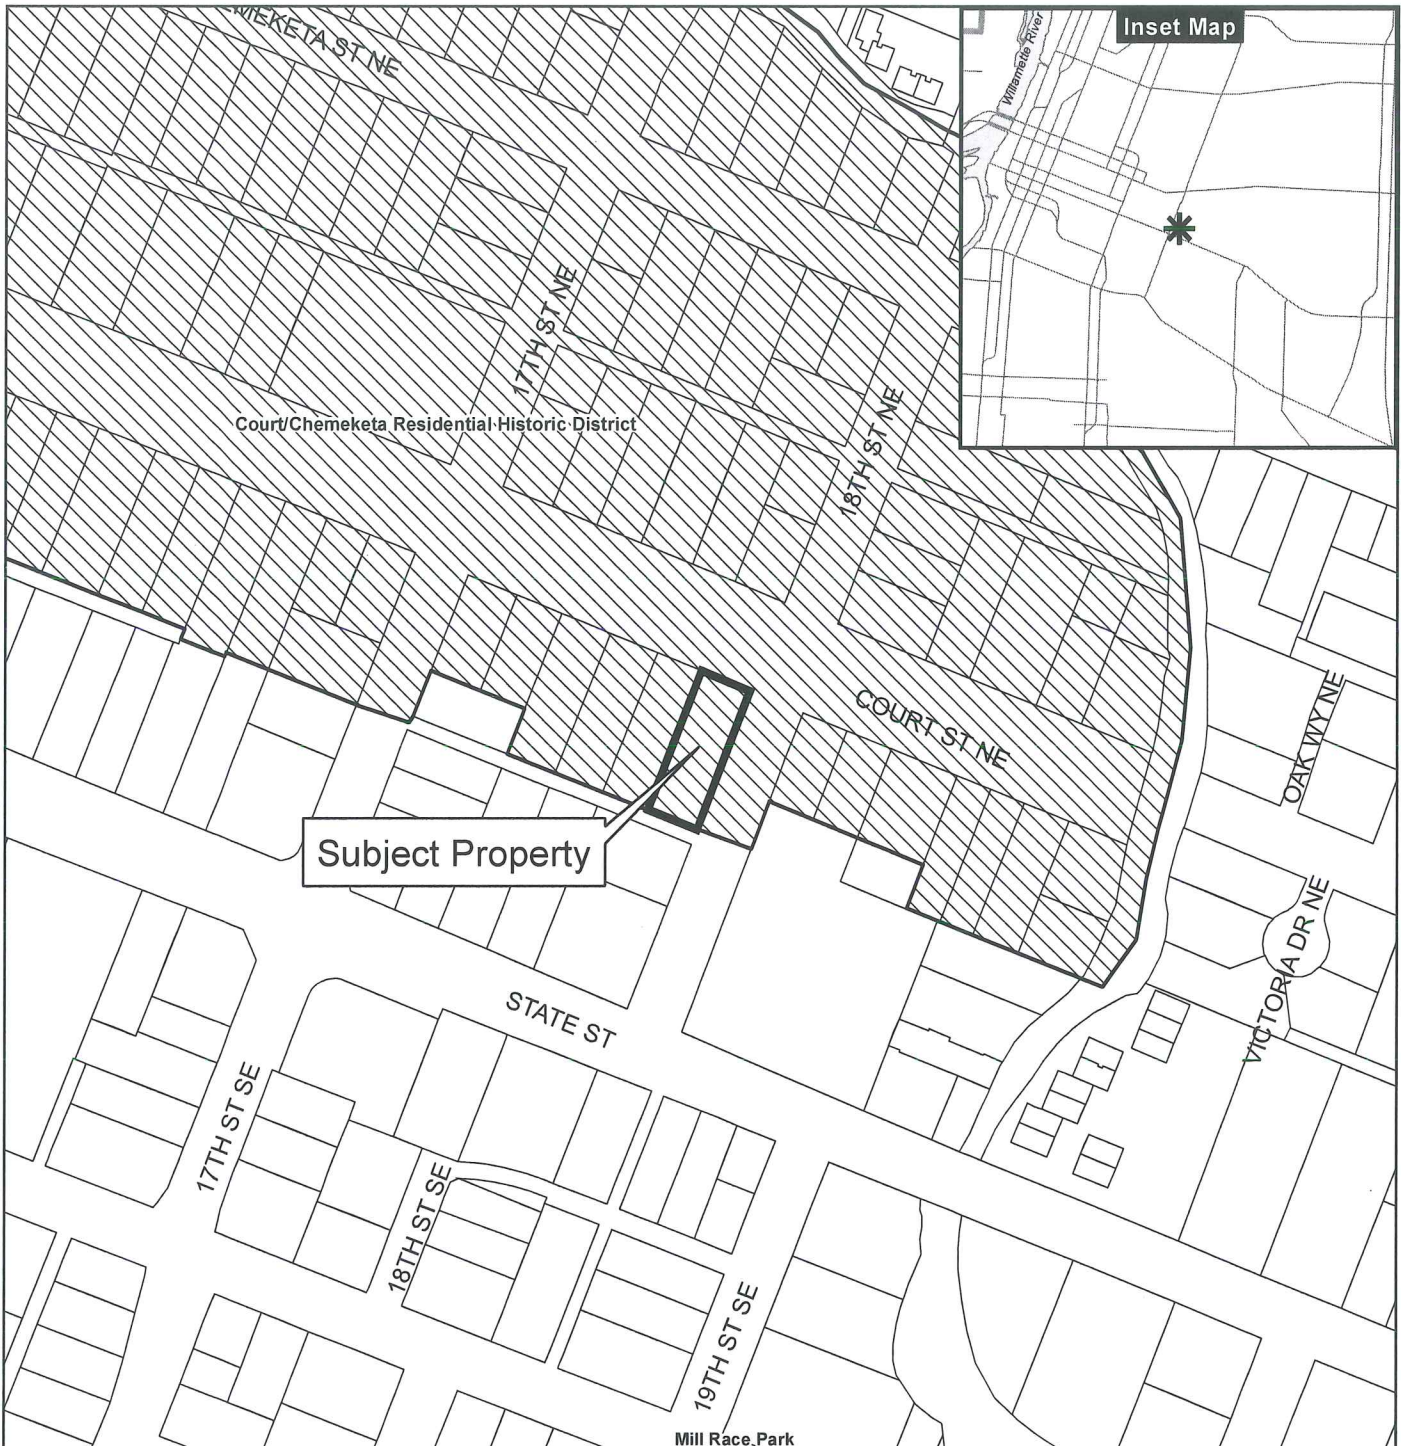 Inset Map
Willamette River
EMEKETA ST NE
17TH ST NE
Court/Chemeketa Residential Historic District
18TH ST NE
COURT ST NE
OAK WY NE
Subject Property
VICTORIA DR NE
STATE ST
17TH ST SE
18TH ST SE
19TH ST SE
Mill Race Park